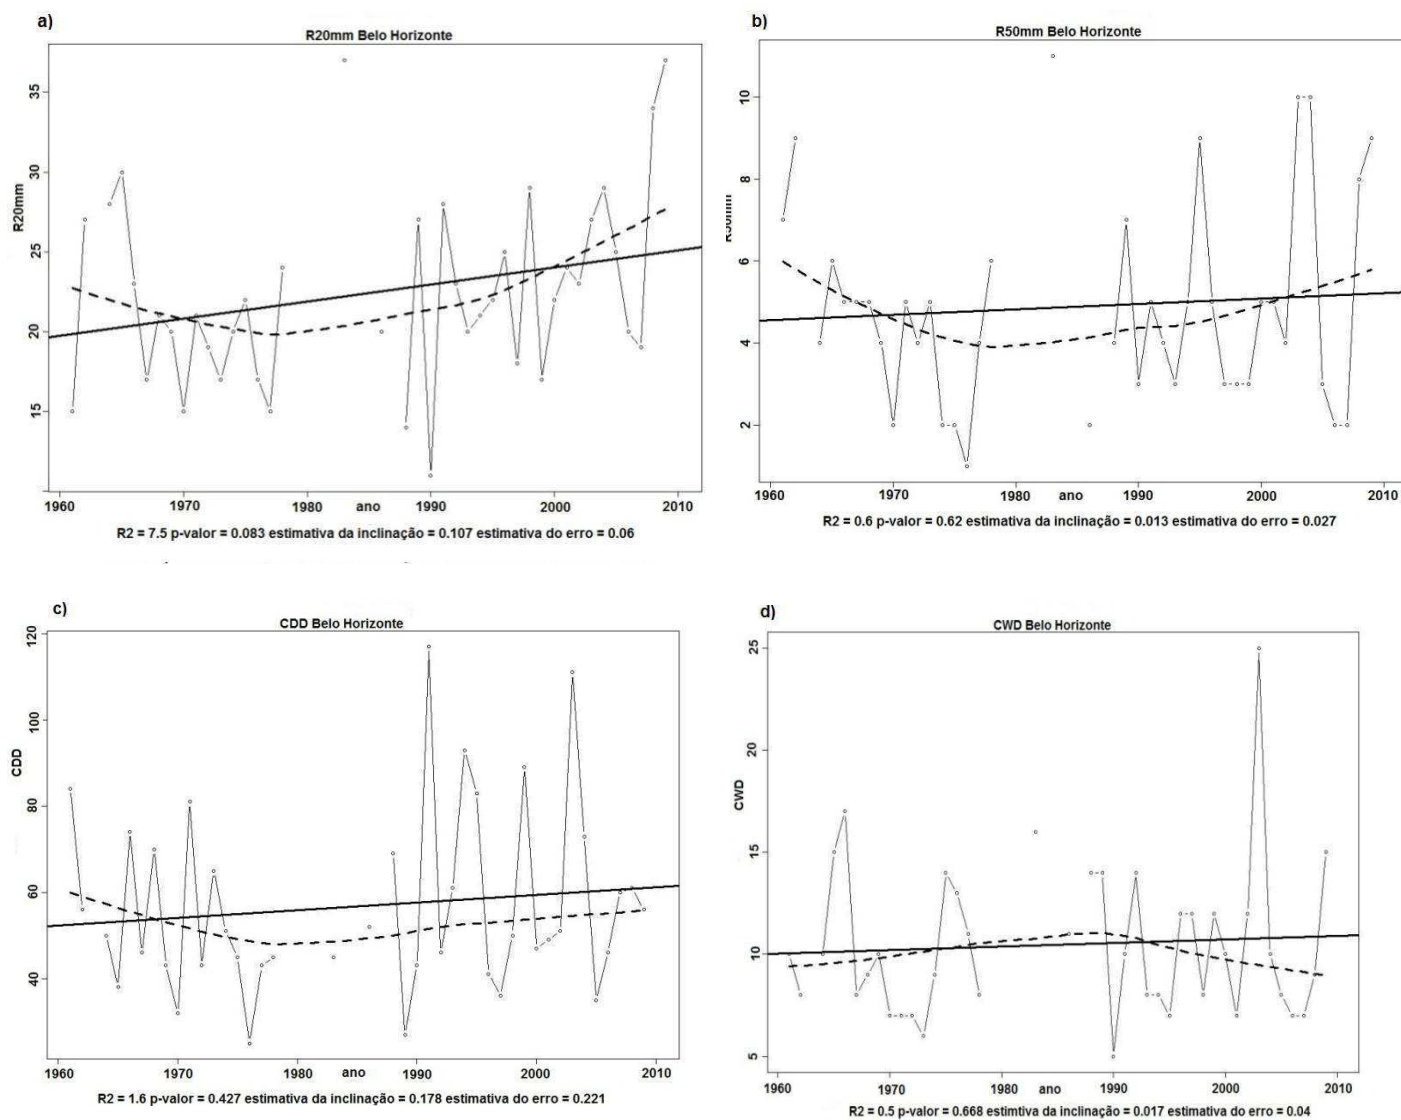 a)
R20mm Belo Horizonte
35
30
25
20
15
R20mm
1960 1970 1980 ano 1990 2000 2010
R2 = 7.5 p-valor = 0.083 estimativa da inclinação = 0.107 estimativa do erro = 0.06
b)
R50mm Belo Horizonte
10
8
6
4
2
R50mm
1960 1970 1980 ano 1990 2000 2010
R2 = 0.6 p-valor = 0.62 estimativa da inclinação = 0.013 estimativa do erro = 0.027
c)
CDD Belo Horizonte
120
100
80
60
40
CDD
1960 1970 1980 ano 1990 2000 2010
R2 = 1.6 p-valor = 0.427 estimativa da inclinação = 0.178 estimativa do erro = 0.221
d)
CWD Belo Horizonte
25
20
15
10
5
CWD
1960 1970 1980 ano 1990 2000 2010
R2 = 0.5 p-valor = 0.668 estimtiva da inclinação = 0.017 estimativa do erro = 0.04